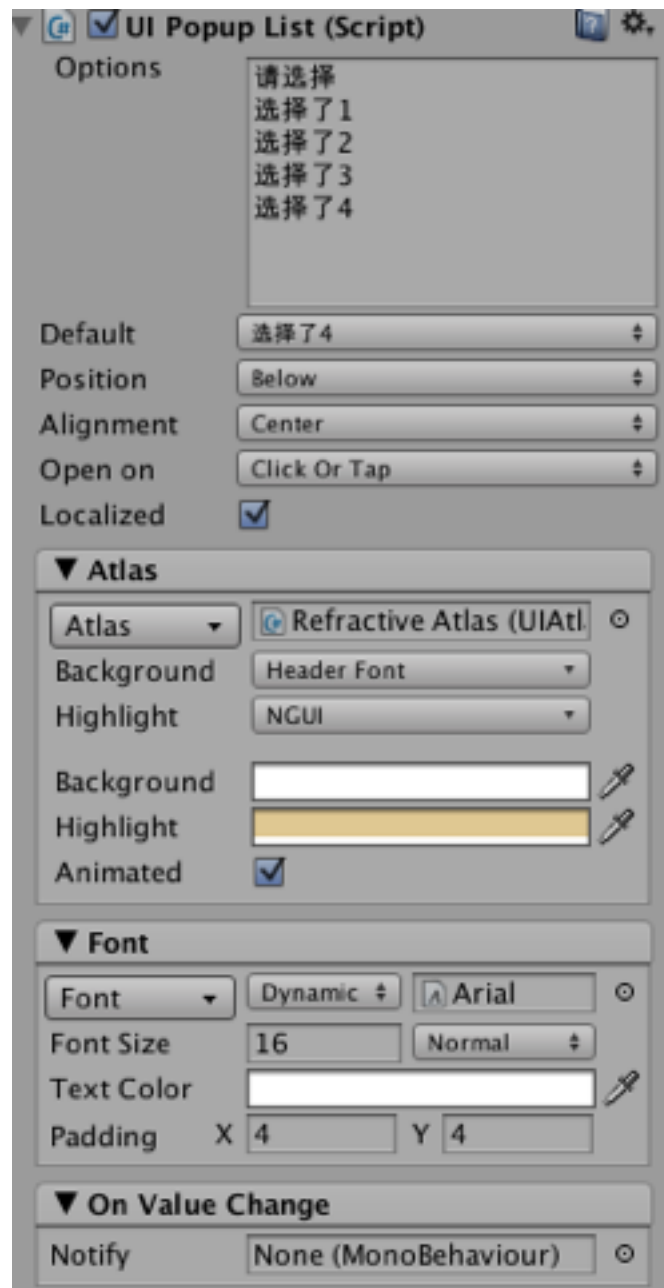 UI Popup List (Script)
Options
请选择
选择了1
选择了2
选择了3
选择了4
Default 选择了4
Position Below
Alignment Center
Open on Click Or Tap
Localized
Atlas
Atlas Refractive Atlas (UIAtl
Background Header Font
Highlight NGUI
Background
Highlight
Animated
Font
Font Dynamic Arial
Font Size 16 Normal
Text Color
Padding X 4 Y 4
On Value Change
Notify None (MonoBehaviour)